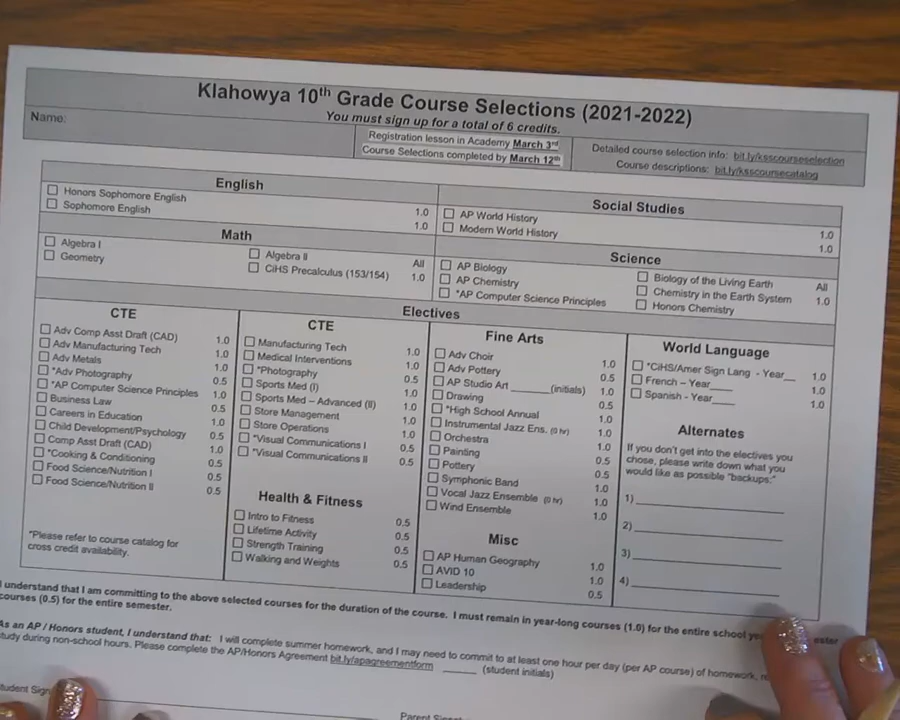 Klahowya 10th Grade Course Selections (2021-2022)
You must sign up for a total of 6 credits.
Name:
Registration lesson in Academy March 3rd
Course Selections completed by March 12th
Detailed course selection info: bit.ly/ksscourseselection
Course descriptions: bit.ly/ksscoursecatalog
English
Honors Sophomore English 1.0
Sophomore English 1.0
Social Studies
AP World History 1.0
Modern World History 1.0
Math
Algebra I
Geometry
Algebra II
CiHS Precalculus (153/154)
All
1.0
Science
AP Biology
AP Chemistry
*AP Computer Science Principles
Biology of the Living Earth
Chemistry in the Earth System
Honors Chemistry
All
1.0
Electives
CTE
Adv Comp Asst Draft (CAD) 1.0
Adv Manufacturing Tech 1.0
Adv Metals 1.0
*Adv Photography 0.5
*AP Computer Science Principles 1.0
Business Law 0.5
Careers in Education 1.0
Child Development/Psychology 0.5
Comp Asst Draft (CAD) 1.0
*Cooking & Conditioning 0.5
Food Science/Nutrition I 0.5
Food Science/Nutrition II 0.5
*Please refer to course catalog for
cross credit availability.
CTE
Manufacturing Tech 1.0
Medical Interventions 1.0
*Photography 0.5
Sports Med (I) 1.0
Sports Med – Advanced (II) 1.0
Store Management 1.0
Store Operations 1.0
*Visual Communications I 0.5
*Visual Communications II 0.5
Health & Fitness
Intro to Fitness 0.5
Lifetime Activity 0.5
Strength Training 0.5
Walking and Weights 0.5
Fine Arts
Adv Choir 1.0
Adv Pottery 0.5
AP Studio Art ______(initials) 1.0
Drawing 0.5
*High School Annual 1.0
Instrumental Jazz Ens. (0 hr) 1.0
Orchestra 1.0
Painting 0.5
Pottery 0.5
Symphonic Band 1.0
Vocal Jazz Ensemble (0 hr) 1.0
Wind Ensemble 1.0
Misc
AP Human Geography 1.0
AVID 10 1.0
Leadership 0.5
World Language
*CiHS/Amer Sign Lang - Year__ 1.0
French – Year___ 1.0
Spanish - Year___ 1.0
Alternates
If you don't get into the electives you
chose, please write down what you
would like as possible "backups:"
1)
2)
3)
4)
I understand that I am committing to the above selected courses for the duration of the course. I must remain in year-long courses (1.0) for the entire school
courses (0.5) for the entire semester.
As an AP / Honors student, I understand that: I will complete summer homework, and I may need to commit to at least one hour per day (per AP course) of homework,
study during non-school hours. Please complete the AP/Honors Agreement bit.ly/apagreementform ______ (student initials)